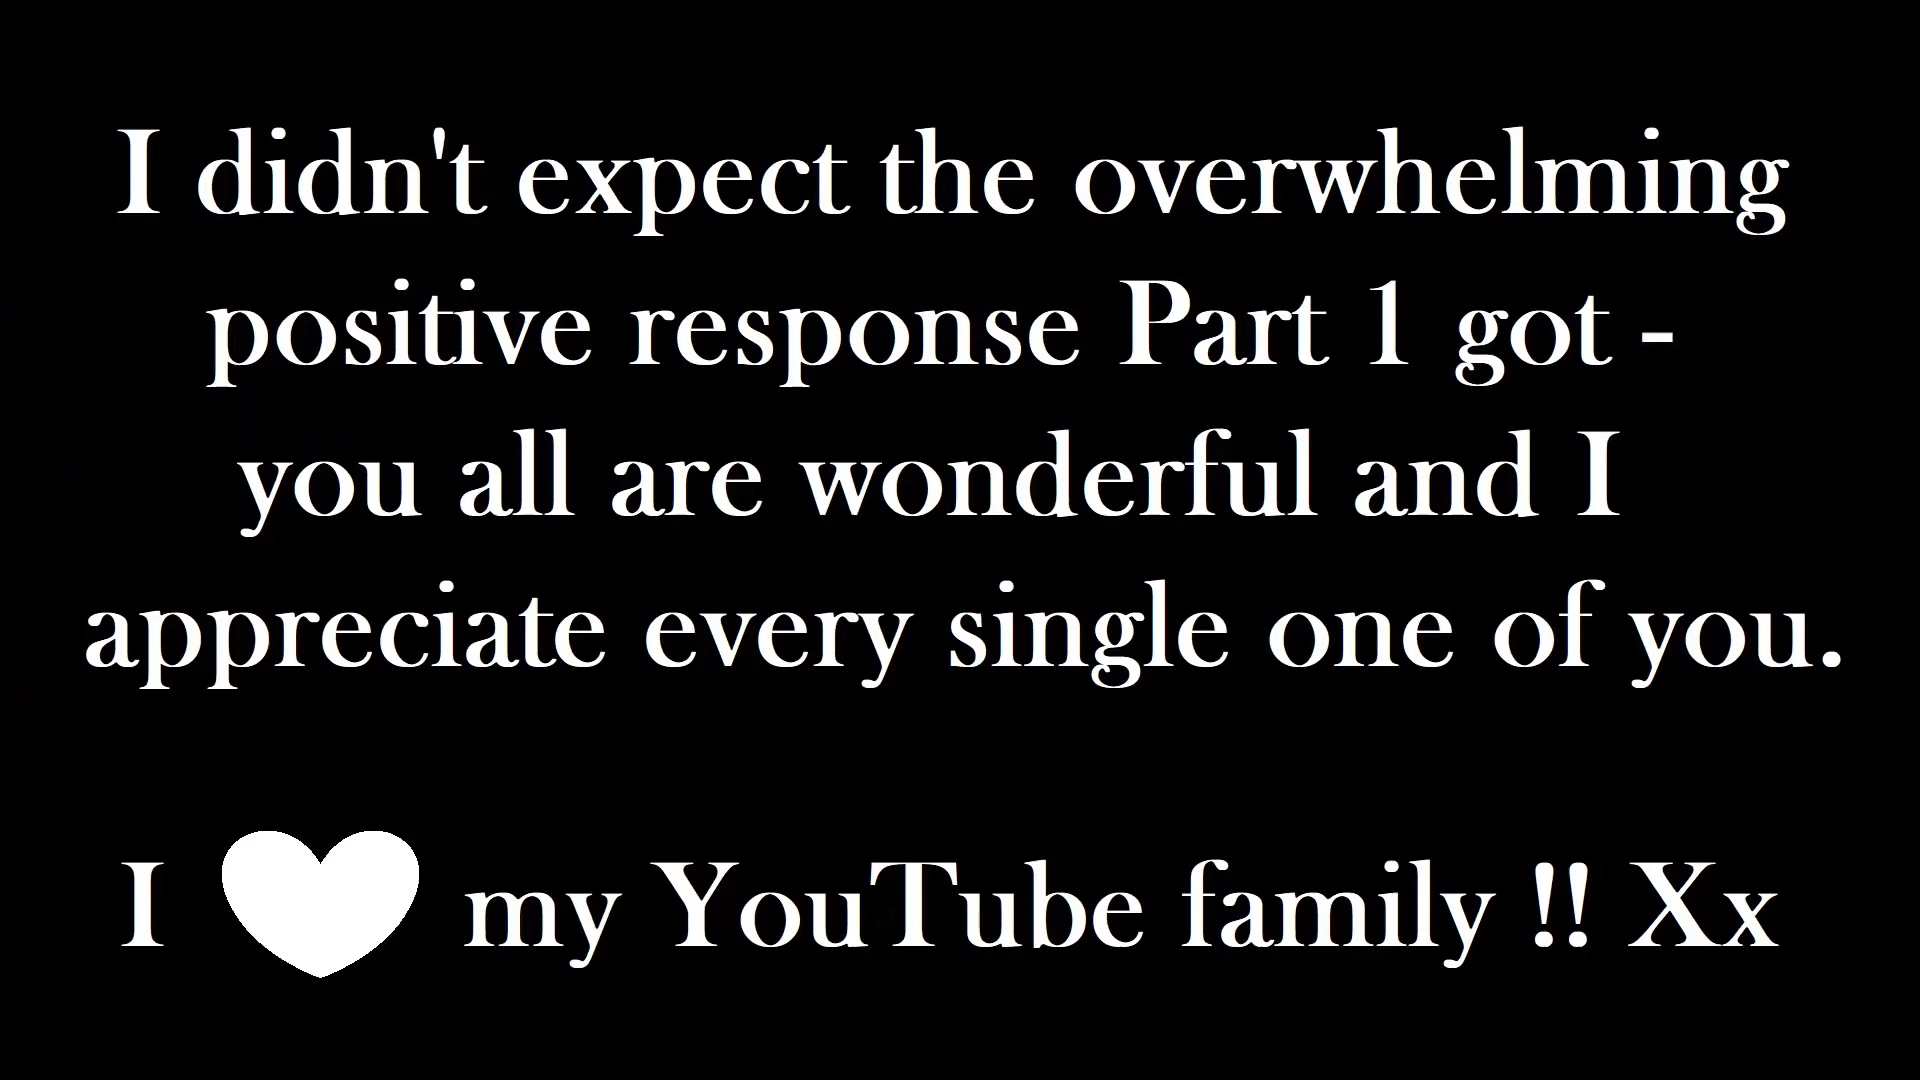 I didn't expect the overwhelming
positive response Part 1 got -
you all are wonderful and I
appreciate every single one of you.
I ♥ my YouTube family !! Xx